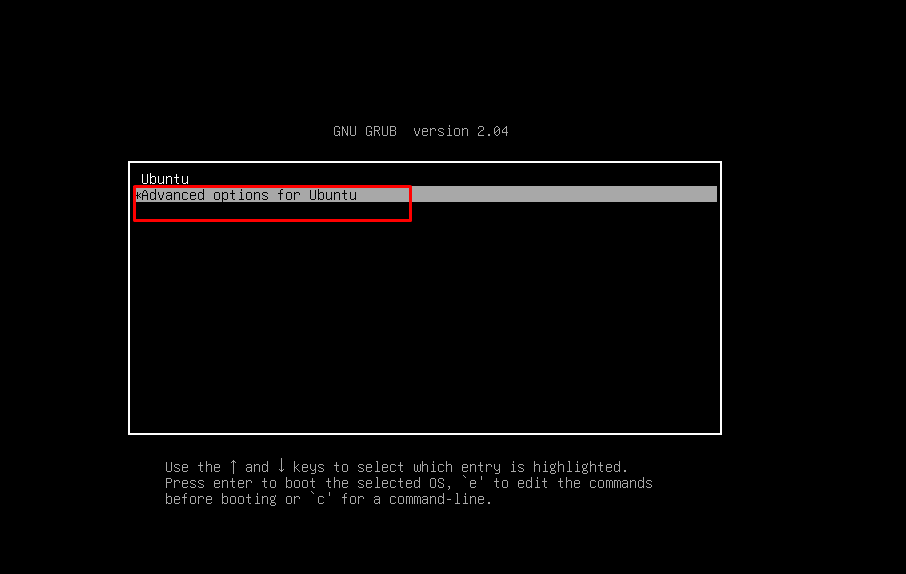 GNU GRUB  version 2.04
Ubuntu
*Advanced options for Ubuntu
Use the ↑ and ↓ keys to select which entry is highlighted.
Press enter to boot the selected OS, `e' to edit the commands
before booting or `c' for a command-line.